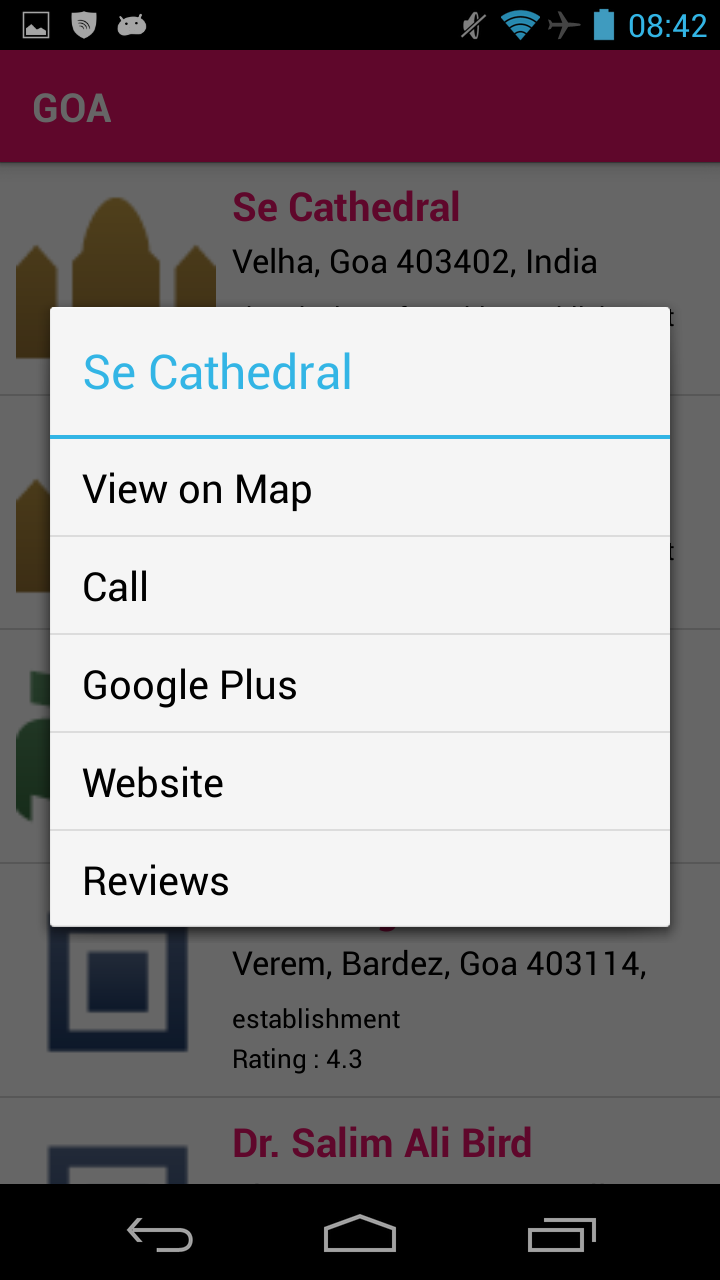 08:42
GOA
Se Cathedral
Velha, Goa 403402, India
Se Cathedral
View on Map
Call
Google Plus
Website
Reviews
Verem, Bardez, Goa 403114,
establishment
Rating : 4.3
Dr. Salim Ali Bird